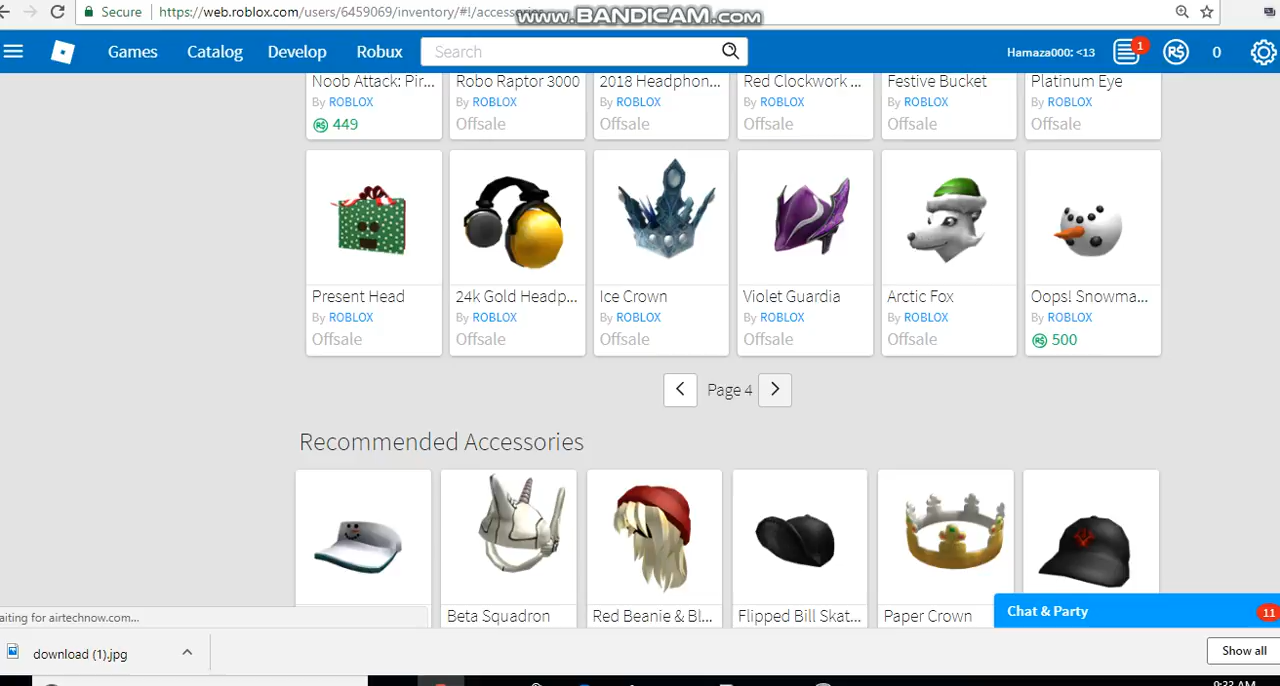 Secure https://web.roblox.com/users/6459069/inventory/#!/accessories
www.BANDICAM.com
Games Catalog Develop Robux Search Hamaza000: <13 1 R$ 0
Noob Attack: Pir... Robo Raptor 3000 2018 Headphon... Red Clockwork ... Festive Bucket Platinum Eye
By ROBLOX By ROBLOX By ROBLOX By ROBLOX By ROBLOX By ROBLOX
R$ 449 Offsale Offsale Offsale Offsale Offsale
Present Head 24k Gold Headp... Ice Crown Violet Guardia Arctic Fox Oops! Snowma...
By ROBLOX By ROBLOX By ROBLOX By ROBLOX By ROBLOX By ROBLOX
Offsale Offsale Offsale Offsale Offsale R$ 500
Page 4
Recommended Accessories
Beta Squadron Red Beanie & Bl... Flipped Bill Skat... Paper Crown
Chat & Party 11
aiting for airtechnow.com...
download (1).jpg Show all
9:33 AM